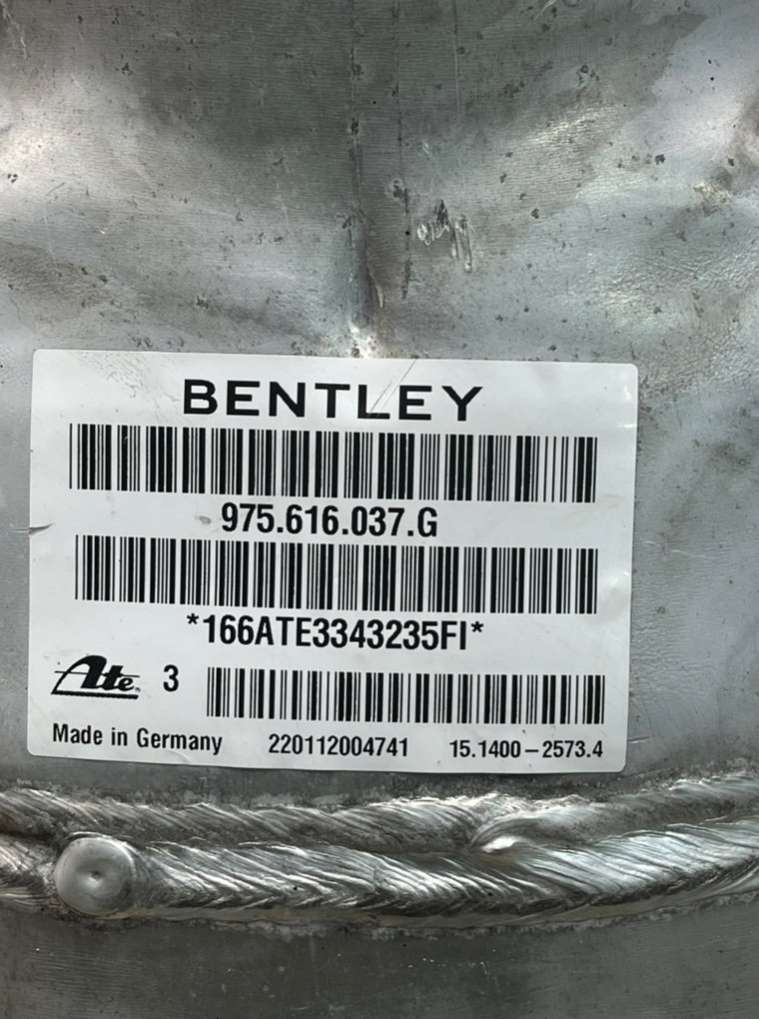 BENTLEY
975.616.037.G
*166ATE3343235FI*
Ate 3
Made in Germany 220112004741 15.1400-2573.4